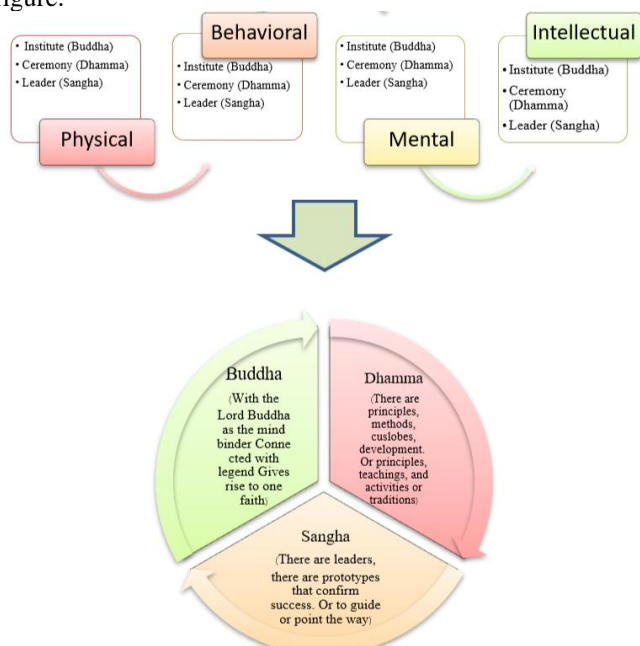 figure.
Behavioral
Intellectual
• Institute (Buddha)
• Ceremony (Dhamma)
• Leader (Sangha)
Physical
• Institute (Buddha)
• Ceremony (Dhamma)
• Leader (Sangha)
• Institute (Buddha)
• Ceremony (Dhamma)
• Leader (Sangha)
Mental
• Institute (Buddha)
• Ceremony
(Dhamma)
• Leader (Sangha)
Buddha
(With the
Lord Buddha
as the mind
binder Conne
cted with
legend Gives
rise to one
faith)
Dhamma
(There are
principles,
methods,
cuslobes,
development.
Or principles,
teachings, and
activities or
traditions)
Sangha
(There are leaders,
there are prototypes
that confirm
success. Or to guide
or point the way)